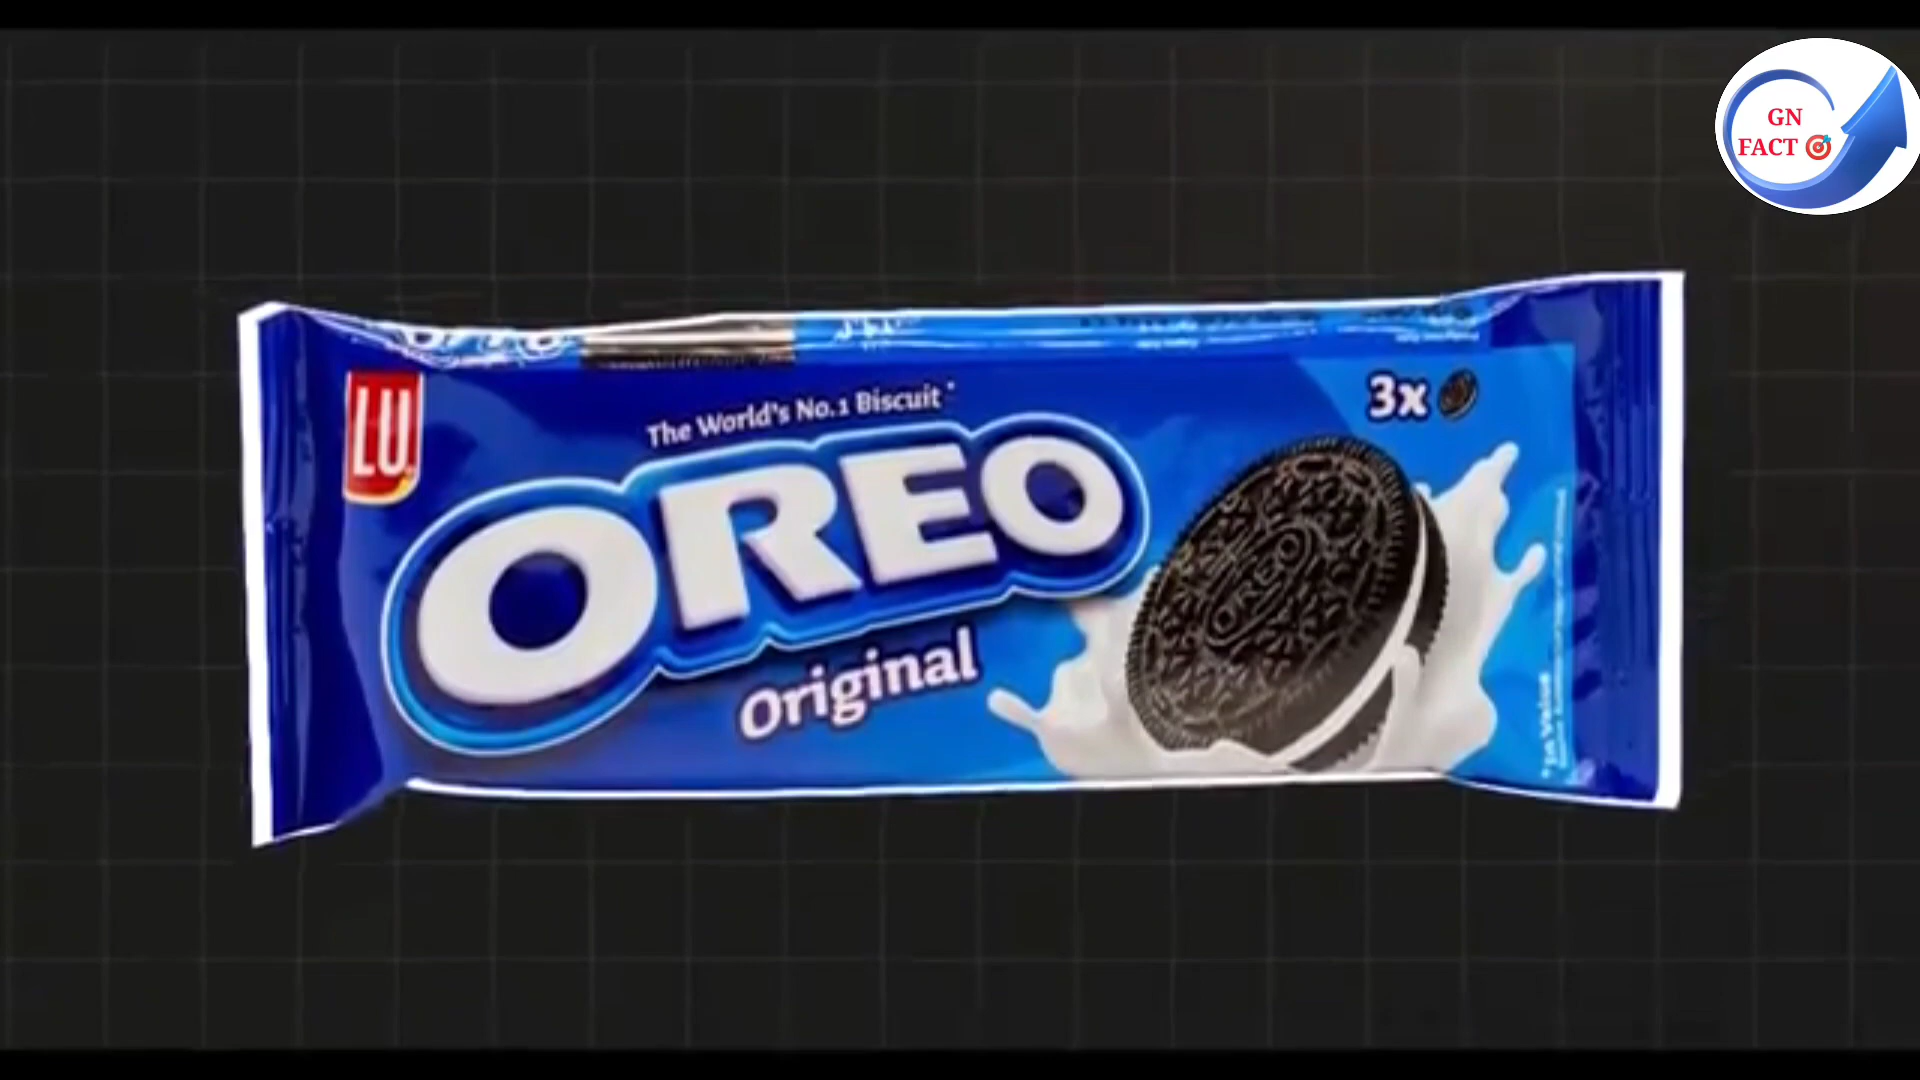 GN
FACT
LU
The World's No.1 Biscuit*
OREO
Original
3x
OREO